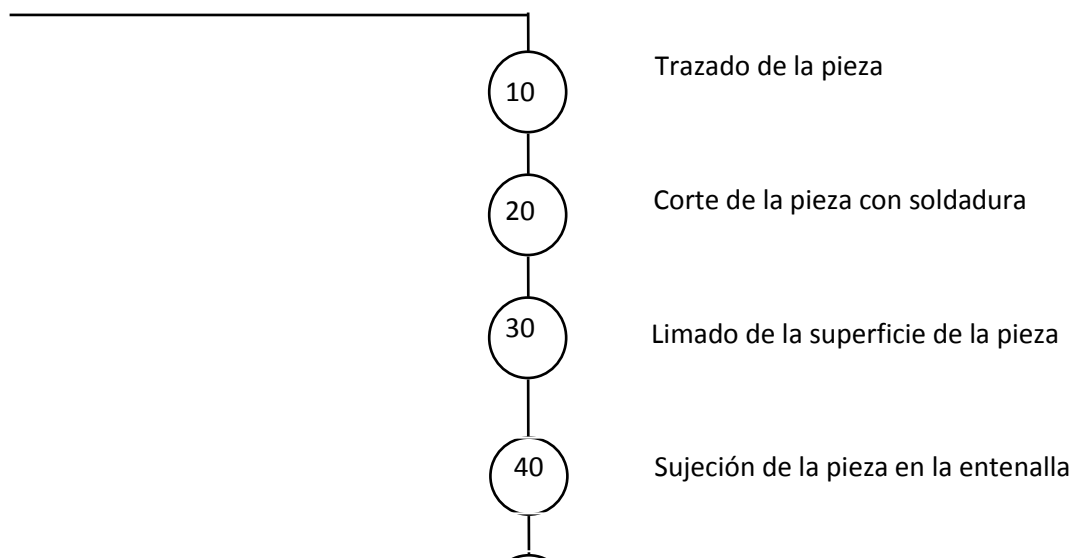 10 Trazado de la pieza
20 Corte de la pieza con soldadura
30 Limado de la superficie de la pieza
40 Sujeción de la pieza en la entenalla